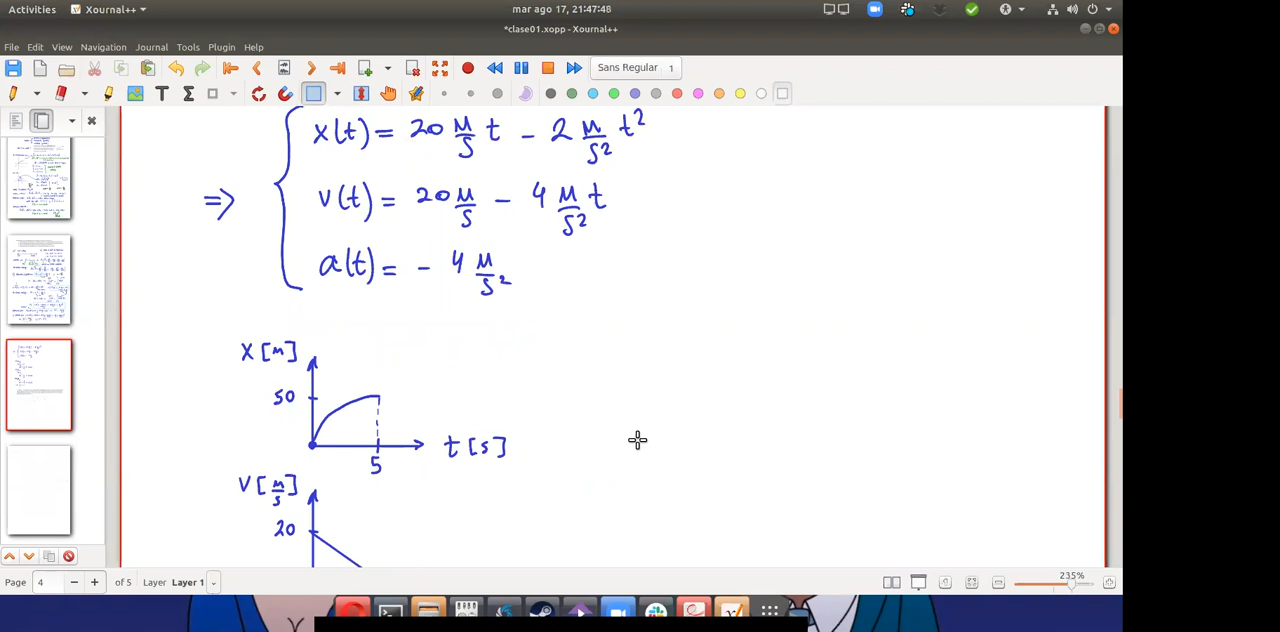 Activities Xournal++ mar ago 17, 21:47:48
*clase01.xopp - Xournal++
File Edit View Navigation Journal Tools Plugin Help
Sans Regular 1
x(t) = 20 M/S t - 2 M/S² t²
=> v(t) = 20 M/S - 4 M/S² t
a(t) = - 4 M/S²
X [M]
50
t [s]
5
V [M/S]
20
Page 4 of 5 Layer Layer 1 235%